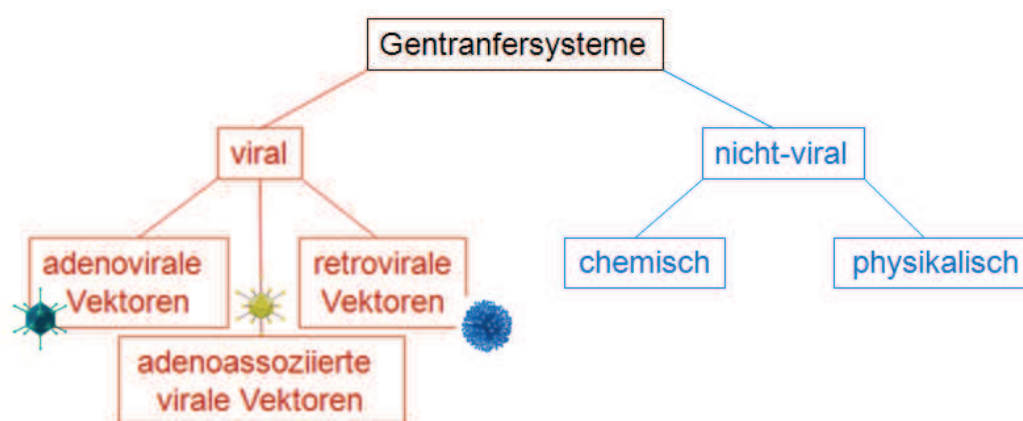 Gentranfersysteme
viral
nicht-viral
adenovirale
Vektoren
retrovirale
Vektoren
chemisch
physikalisch
adenoassoziierte
virale Vektoren